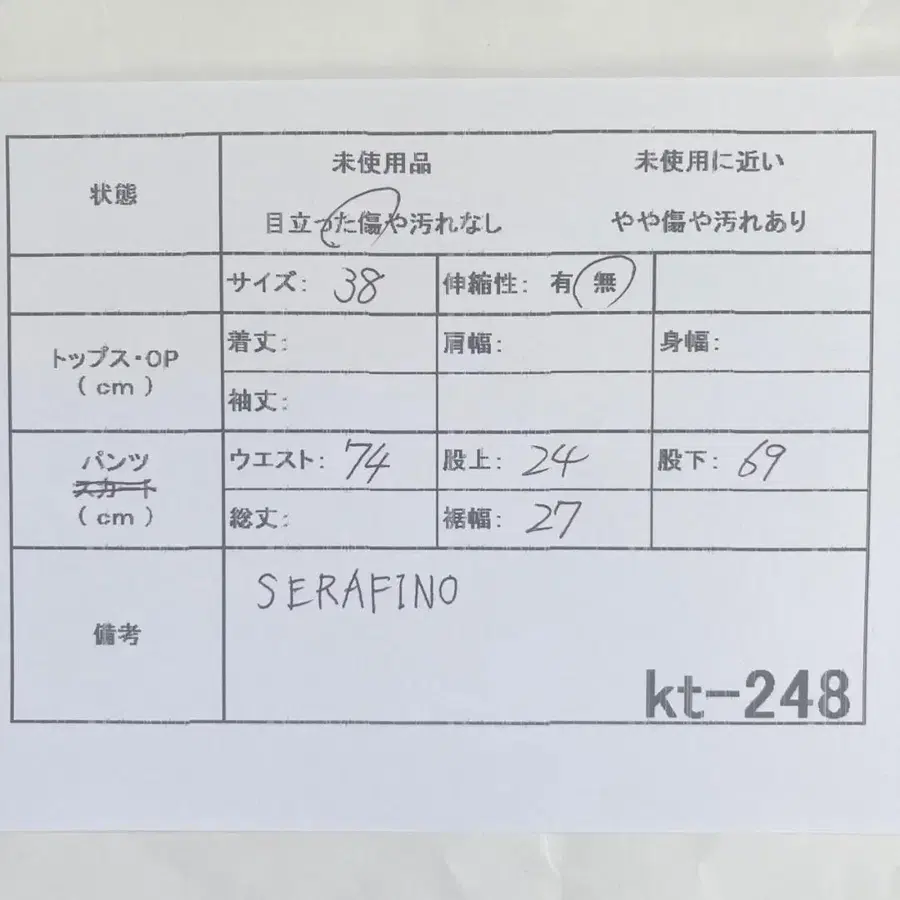 状態
未使用品 未使用に近い
目立った傷や汚れなし やや傷や汚れあり
サイズ: 38 伸縮性: 有 無
トップス・OP
(cm)
着丈: 肩幅: 身幅:
袖丈:
パンツ
スカート
(cm)
ウエスト: 74 股上: 24 股下: 69
総丈: 裾幅: 27
備考
SERAFINO
kt-248